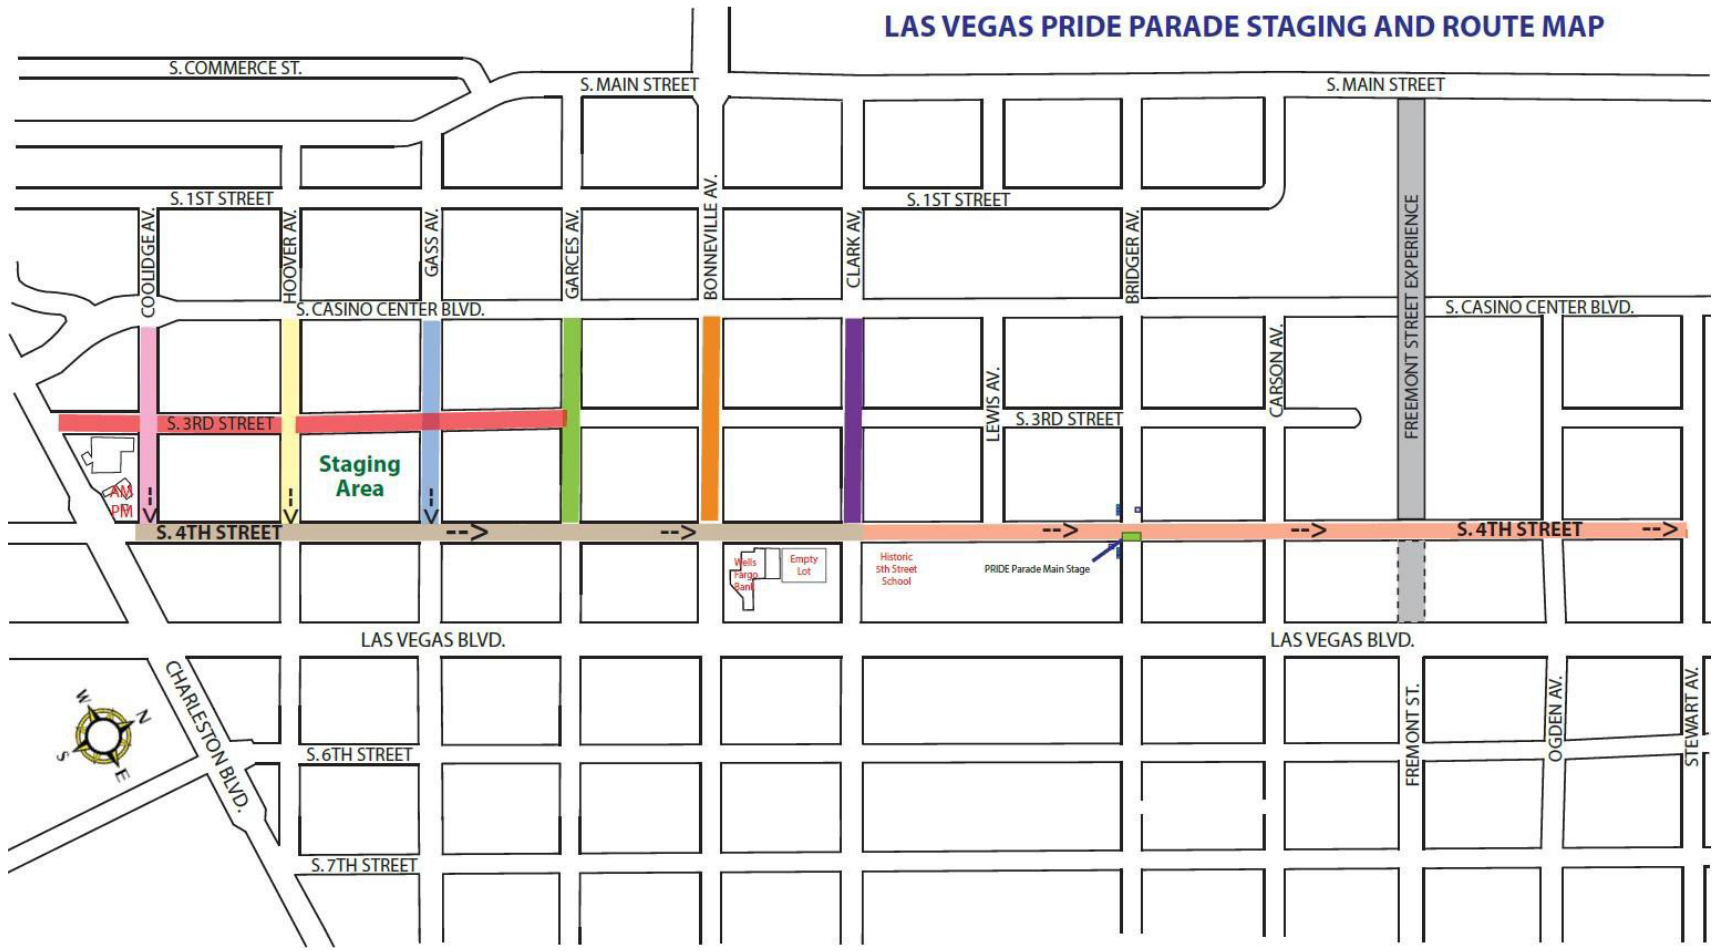 LAS VEGAS PRIDE PARADE STAGING AND ROUTE MAP
S. COMMERCE ST.
S. MAIN STREET
S. MAIN STREET
S. 1ST STREET
S. 1ST STREET
COOLIDGE AV.
HOOVER AV.
GASS AV.
GARCES AV.
BONNEVILLE AV.
CLARK AV,
BRIDGER AV.
FREEMONT STREET EXPERIENCE
S. CASINO CENTER BLVD.
S. CASINO CENTER BLVD.
LEWIS AV.
CARSON AV.
S. 3RD STREET
S. 3RD STREET
Staging
Area
AM
PM
S. 4TH STREET
S. 4TH STREET
Wells
Fargo
Bank
Empty
Lot
Historic
5th Street
School
PRIDE Parade Main Stage
LAS VEGAS BLVD.
LAS VEGAS BLVD.
CHARLESTON BLVD.
W
N
S
E
FREMONT ST.
OGDEN AV.
STEWART AV.
S. 6TH STREET
S. 7TH STREET